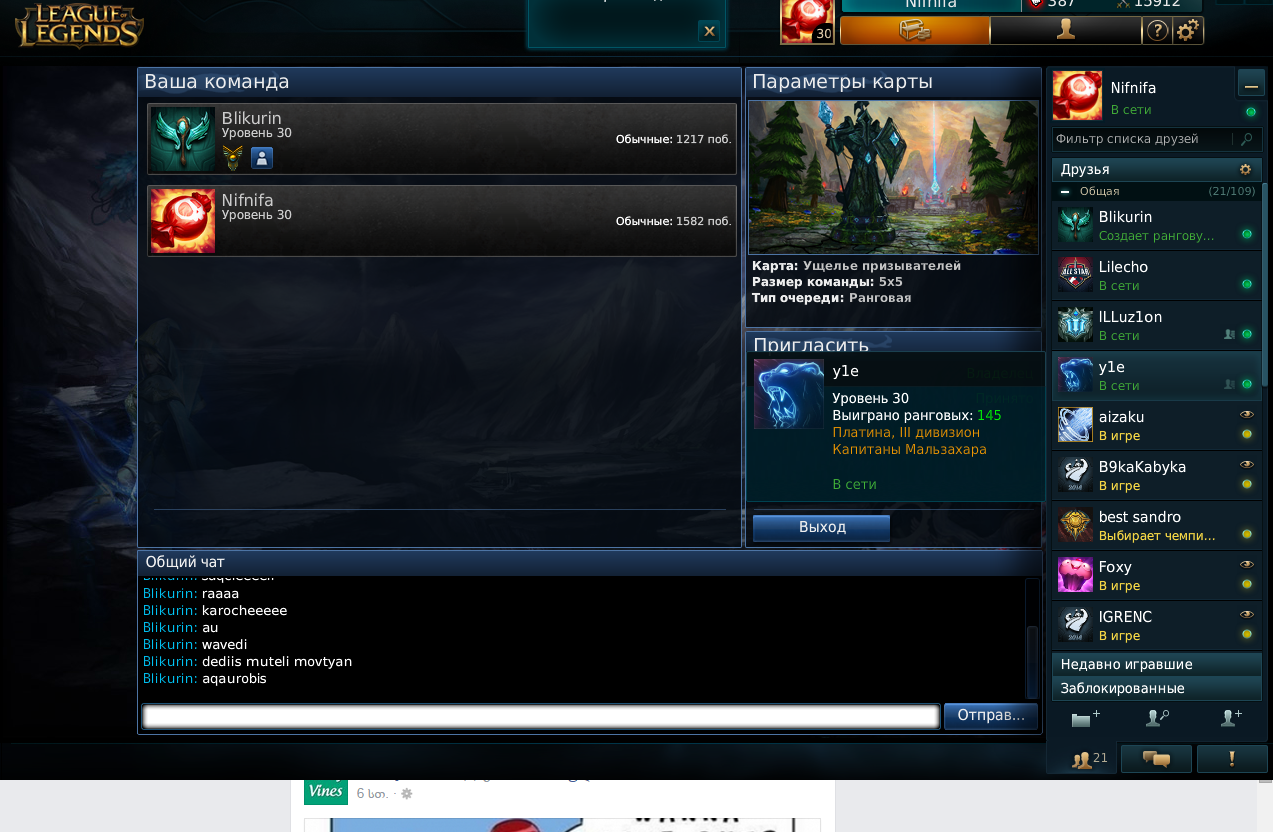 LEAGUE
LEGENDS
OF
Nifnifa
387
15912
30
Ваша команда
Blikurin
Уровень 30
Обычные: 1217 поб.
Nifnifa
Уровень 30
Обычные: 1582 поб.
Параметры карты
Карта: Ущелье призывателей
Размер команды: 5x5
Тип очереди: Ранговая
Пригласить
y1e
Уровень 30
Выиграно ранговых: 145
Платина, III дивизион
Капитаны Мальзахара
В сети
Выход
Общий чат
Blikurin:
Blikurin: raaaa
Blikurin: karocheeeee
Blikurin: au
Blikurin: wavedi
Blikurin: dediis muteli movtyan
Blikurin: aqaurobis
Отправ...
Nifnifa
В сети
Фильтр списка друзей
Друзья
Общая (21/109)
Blikurin
Создает рангову...
Lilecho
В сети
ILLuz1on
В сети
y1e
В сети
aizaku
В игре
B9kaKabyka
В игре
best sandro
Выбирает чемпи...
Foxy
В игре
IGRENC
В игре
Недавно игравшие
Заблокированные
21
Vines
6 სთ. ·